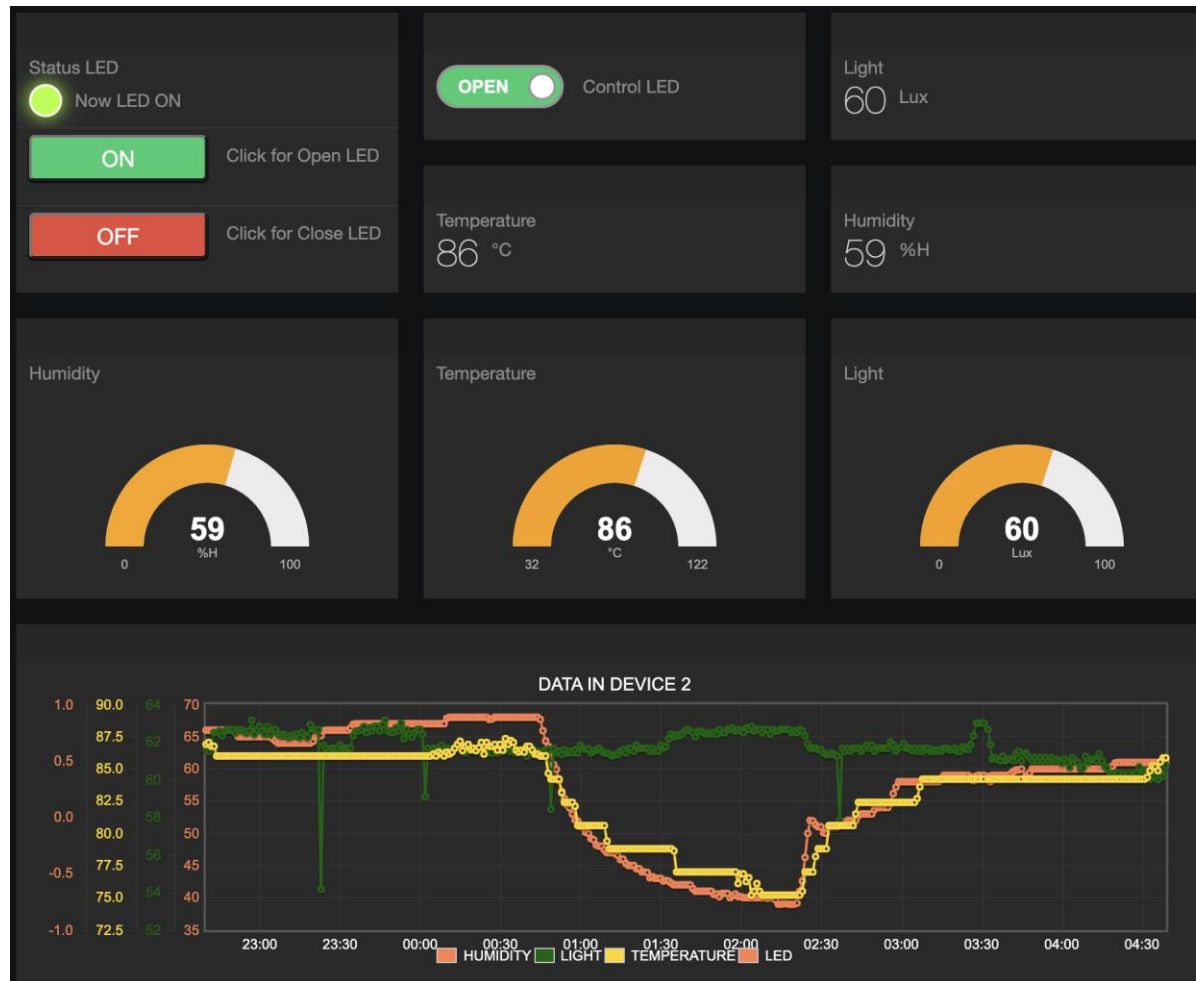 Status LED
Now LED ON
ON Click for Open LED
OFF Click for Close LED
OPEN Control LED
Light
60 Lux
Temperature
86 °C
Humidity
59 %H
Humidity
59
%H
0 100
Temperature
86
°C
32 122
Light
60
Lux
0 100
DATA IN DEVICE 2
1.0 90.0 64 70
87.5 65
62
0.5 85.0 60 60
82.5 55
0.0 58
80.0 50
56
77.5 45
-0.5
75.0 54 40
-1.0 72.5 52 35
23:00 23:30 00:00 00:30 01:00 01:30 02:00 02:30 03:00 03:30 04:00 04:30
HUMIDITY LIGHT TEMPERATURE LED